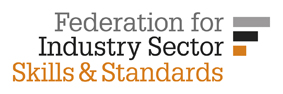 Federation for
Industry Sector
Skills & Standards